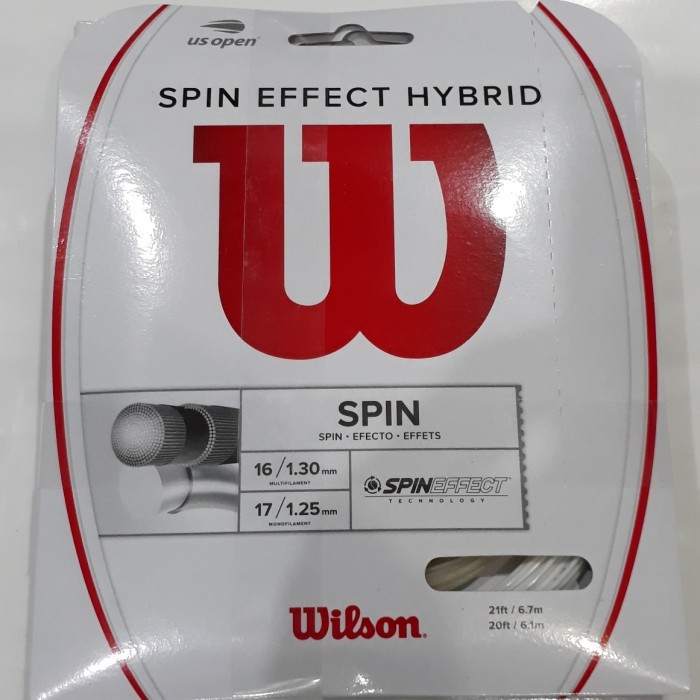 us open
SPIN EFFECT HYBRID
W
SPIN
SPIN • EFECTO • EFFETS
16/1.30mm
MULTIFILAMENT
17/1.25mm
MONOFILAMENT
SPINEFFECT
TECHNOLOGY
Wilson.
21ft / 6.7m
20ft / 6.1m